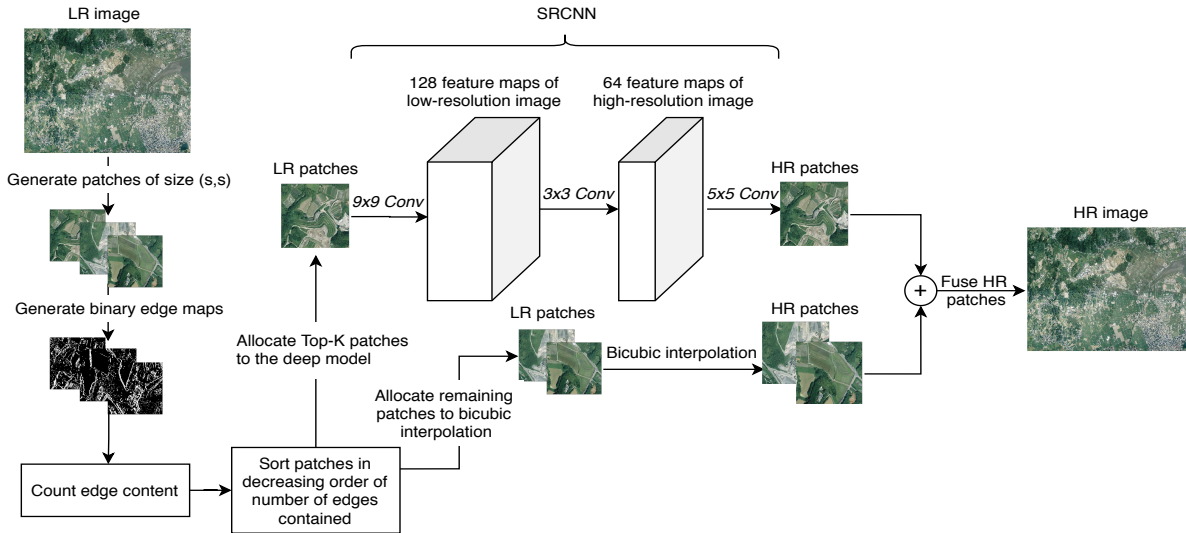 LR image
SRCNN
128 feature maps of
low-resolution image
64 feature maps of
high-resolution image
Generate patches of size (s,s)
LR patches
9x9 Conv
3x3 Conv
5x5 Conv
HR patches
HR image
Generate binary edge maps
+
Fuse HR
patches
Allocate Top-K patches
to the deep model
LR patches
Bicubic interpolation
HR patches
Allocate remaining
patches to bicubic
interpolation
Count edge content
Sort patches in
decreasing order of
number of edges
contained